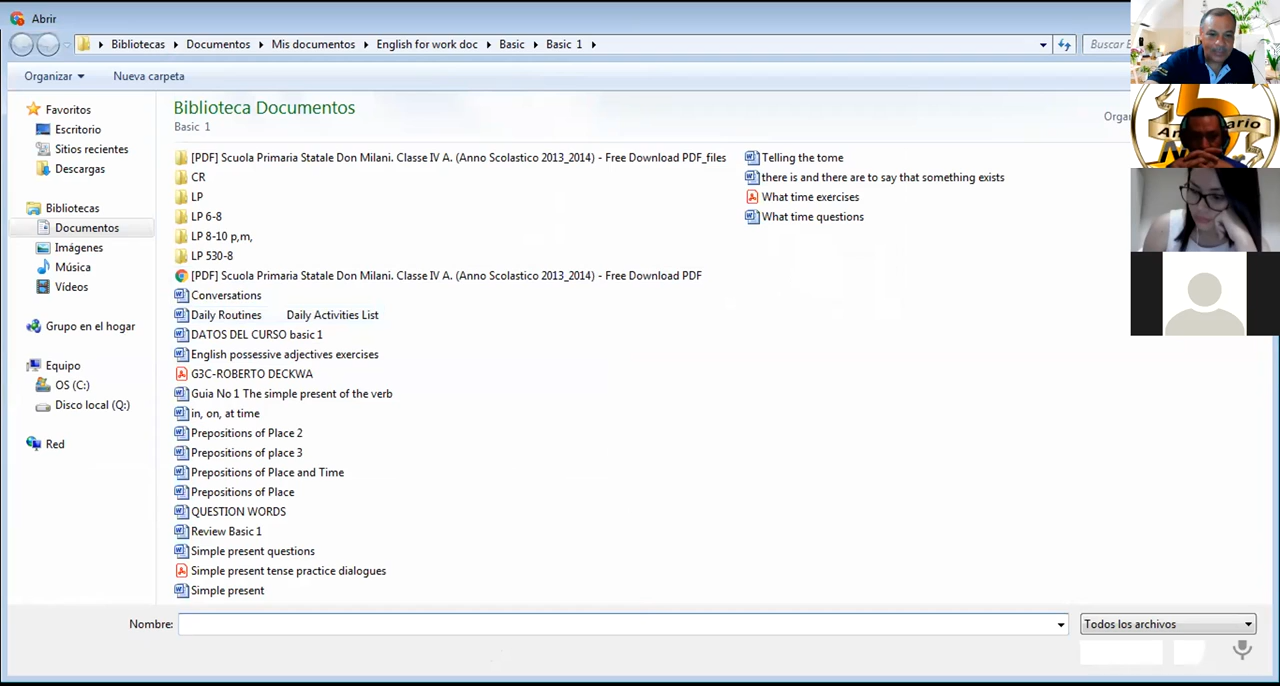 Abrir
Bibliotecas Documentos Mis documentos English for work doc Basic Basic 1 Buscar
Organizar Nueva carpeta
Favoritos
Escritorio
Sitios recientes
Descargas
Bibliotecas
Documentos
Imágenes
Música
Vídeos
Grupo en el hogar
Equipo
OS (C:)
Disco local (Q:)
Red
Biblioteca Documentos
Basic 1
[PDF] Scuola Primaria Statale Don Milani. Classe IV A. (Anno Scolastico 2013_2014) - Free Download PDF_files
CR
LP
LP 6-8
LP 8-10 p,m,
LP 530-8
[PDF] Scuola Primaria Statale Don Milani. Classe IV A. (Anno Scolastico 2013_2014) - Free Download PDF
Conversations
Daily Routines Daily Activities List
DATOS DEL CURSO basic 1
English possessive adjectives exercises
G3C-ROBERTO DECKWA
Guia No 1 The simple present of the verb
in, on, at time
Prepositions of Place 2
Prepositions of place 3
Prepositions of Place and Time
Prepositions of Place
QUESTION WORDS
Review Basic 1
Simple present questions
Simple present tense practice dialogues
Simple present
Telling the tome
there is and there are to say that something exists
What time exercises
What time questions
Nombre:
Todos los archivos